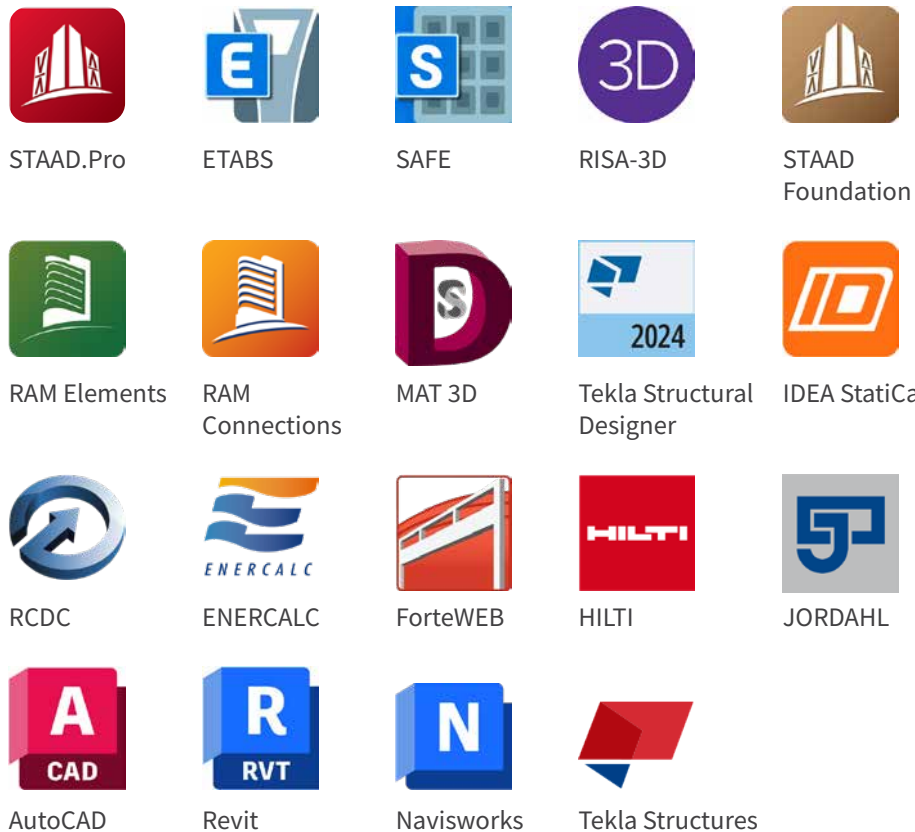 E
S
3D
STAAD.Pro
ETABS
SAFE
RISA-3D
STAAD
Foundation
S
2024
ID
RAM Elements
RAM
Connections
MAT 3D
Tekla Structural
Designer
IDEA StatiCa
ENERCALC
HILTI
RCDC
ENERCALC
ForteWEB
HILTI
JORDAHL
A
CAD
R
RVT
N
AutoCAD
Revit
Navisworks
Tekla Structures